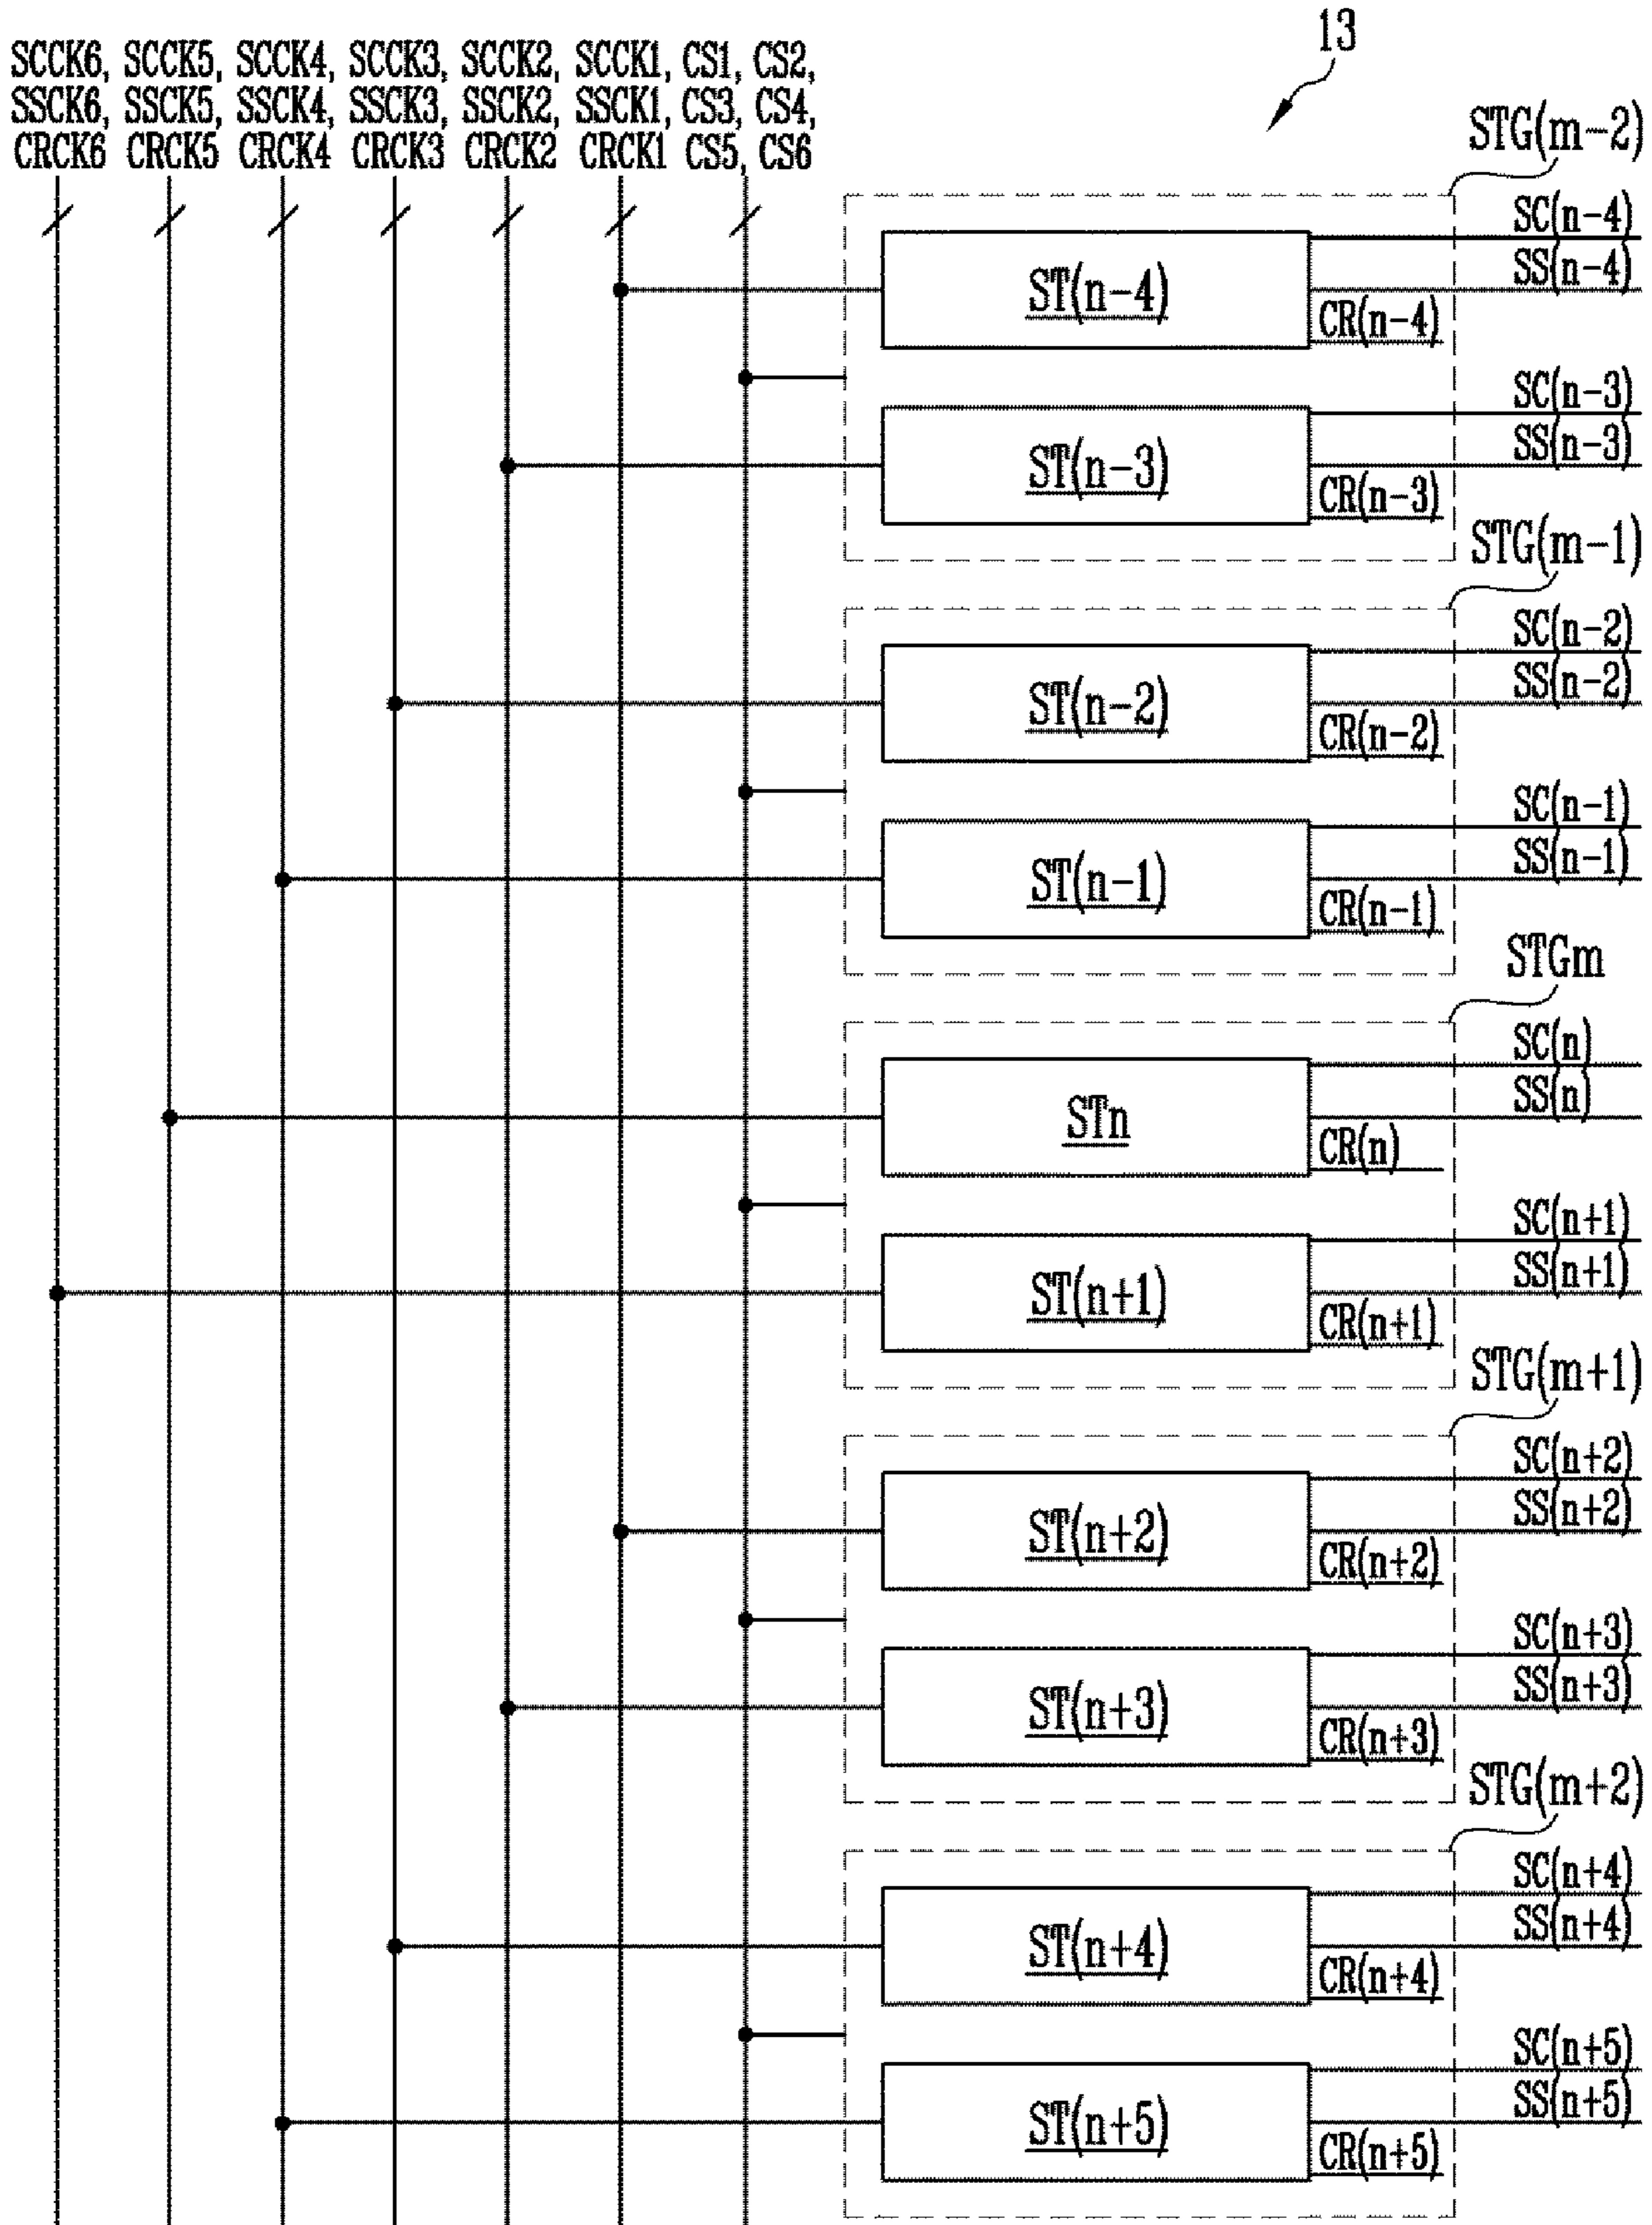 13
SCCK6, SCCK5, SCCK4, SCCK3, SCCK2, SCCK1, CS1, CS2,
SSCK6, SSCK5, SSCK4, SSCK3, SSCK2, SSCK1, CS3, CS4,
CRCK6 CRCK5 CRCK4 CRCK3 CRCK2 CRCK1 CS5, CS6
STG(m-2)
SC(n-4)
SS(n-4)
ST(n-4)
CR(n-4)
SC(n-3)
SS(n-3)
ST(n-3)
CR(n-3)
STG(m-1)
SC(n-2)
SS(n-2)
ST(n-2)
CR(n-2)
SC(n-1)
SS(n-1)
ST(n-1)
CR(n-1)
STGm
SC(n)
SS(n)
STn
CR(n)
SC(n+1)
SS(n+1)
ST(n+1)
CR(n+1)
STG(m+1)
SC(n+2)
SS(n+2)
ST(n+2)
CR(n+2)
SC(n+3)
SS(n+3)
ST(n+3)
CR(n+3)
STG(m+2)
SC(n+4)
SS(n+4)
ST(n+4)
CR(n+4)
SC(n+5)
SS(n+5)
ST(n+5)
CR(n+5)